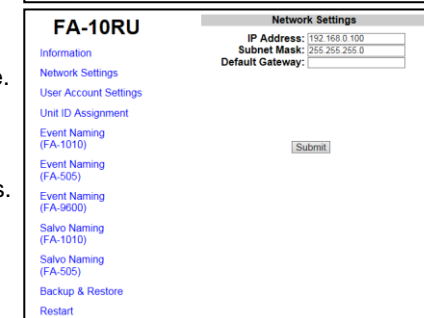 e.
s.
FA-10RU
Information
Network Settings
User Account Settings
Unit ID Assignment
Event Naming
(FA-1010)
Event Naming
(FA-505)
Event Naming
(FA-9600)
Salvo Naming
(FA-1010)
Salvo Naming
(FA-505)
Backup & Restore
Restart
Network Settings
IP Address: 192.168.0.100
Subnet Mask: 255.255.255.0
Default Gateway:
Submit